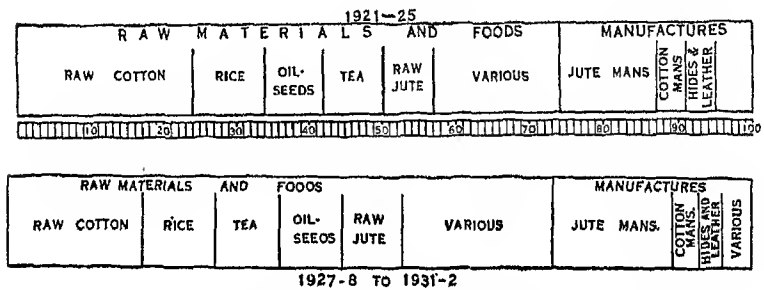 1921-25
RAW MATERIALS AND FOODS MANUFACTURES
RAW COTTON RICE OIL-SEEDS TEA RAW JUTE VARIOUS JUTE MANS COTTON MANS HIDES & LEATHER
10 20 30 40 50 60 70 80 90 100
RAW MATERIALS AND FOODS MANUFACTURES
RAW COTTON RICE TEA OIL-SEEOS RAW JUTE VARIOUS JUTE MANS. COTTON MANS. HIDES AND LEATHER VARIOUS
1927-8 TO 1931-2